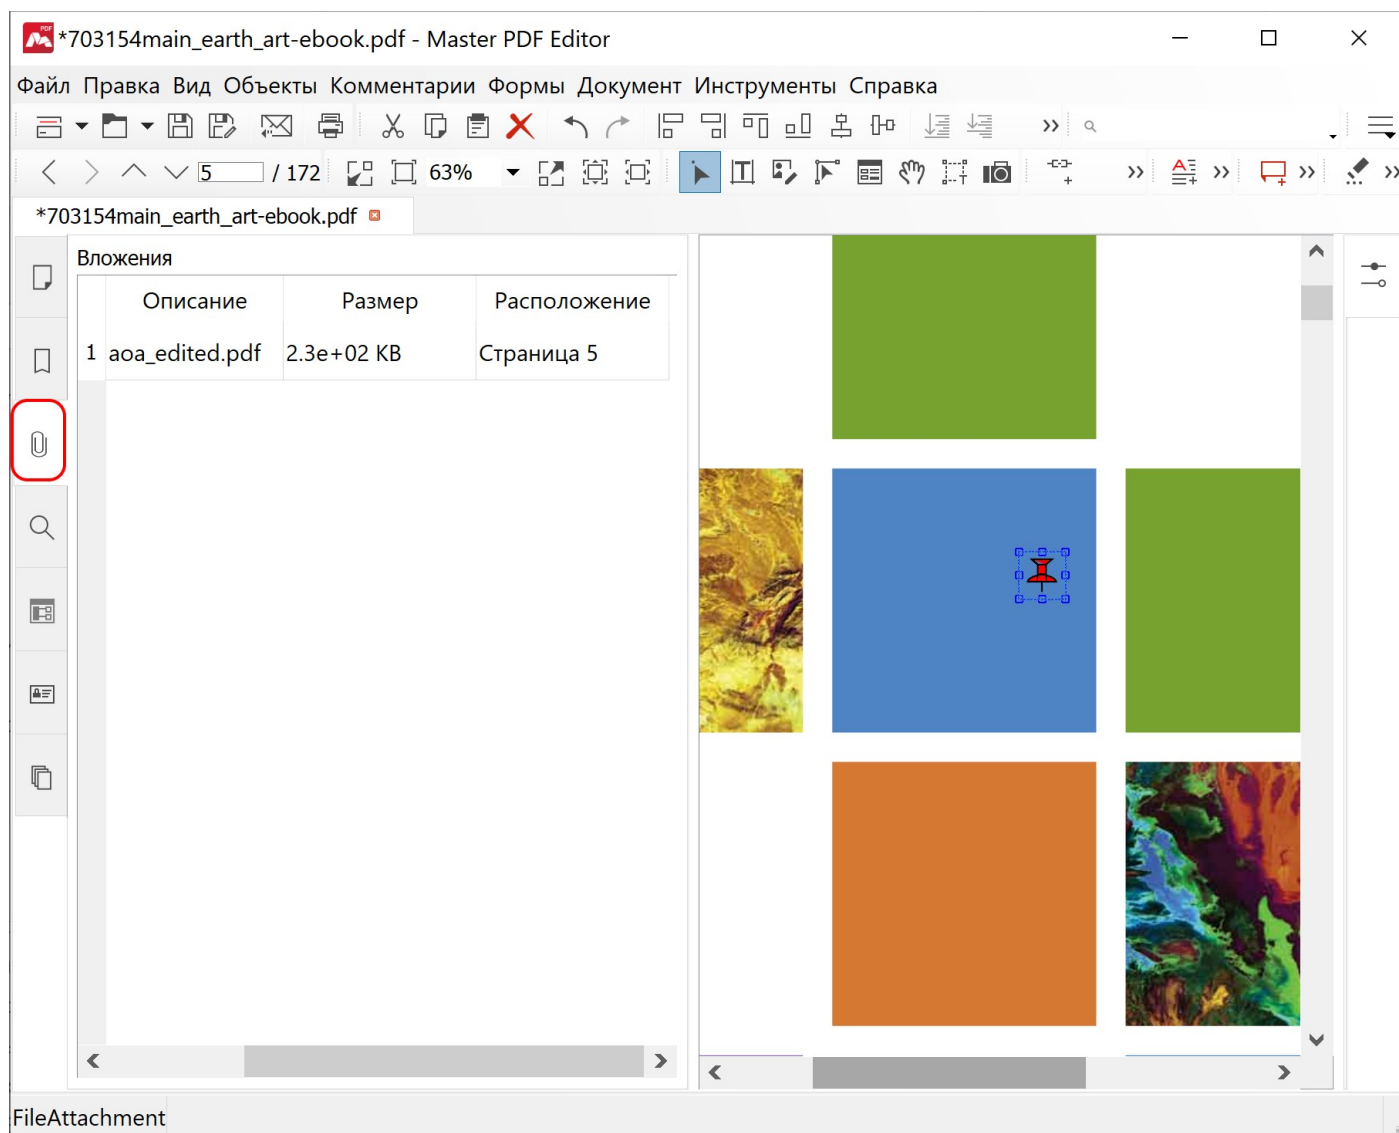 PDF *703154main_earth_art-ebook.pdf - Master PDF Editor
Файл Правка Вид Объекты Комментарии Формы Документ Инструменты Справка
5 / 172 63%
*703154main_earth_art-ebook.pdf
Вложения
Описание Размер Расположение
1 aoa_edited.pdf 2.3e+02 KB Страница 5
FileAttachment